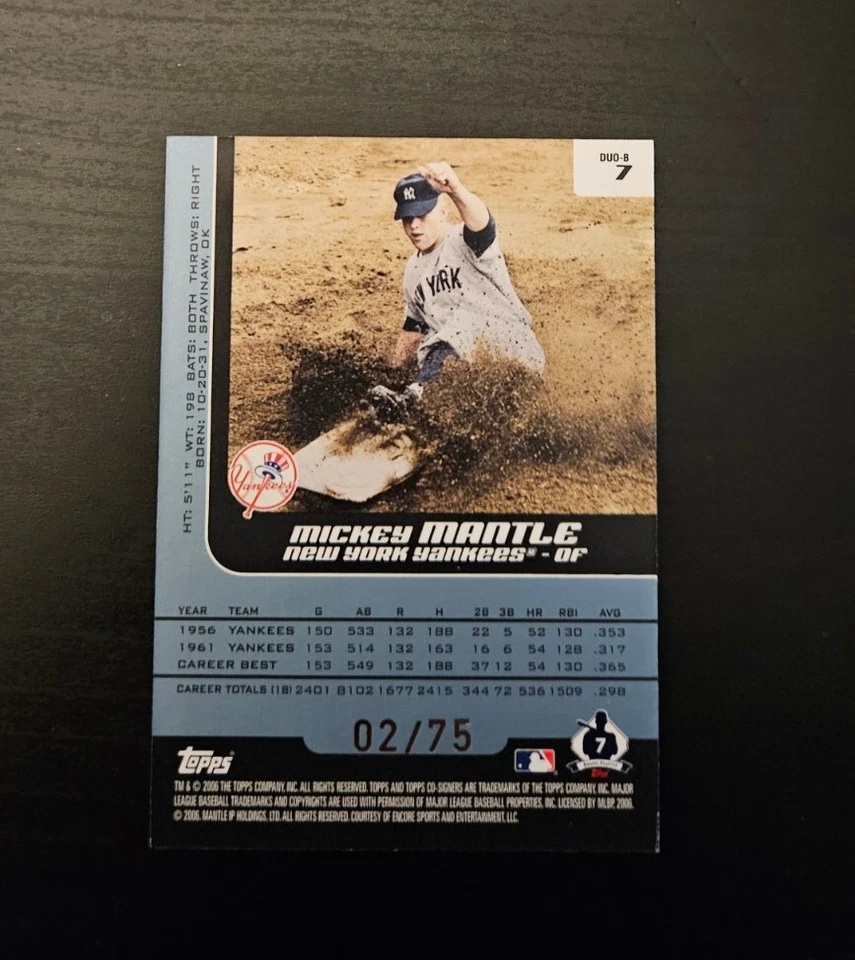 DUO-B
7
HT: 5'11" WT: 198 BATS: BOTH THROWS: RIGHT
BORN: 10-20-31, SPAVINAW, OK
NY
W YORK
Yankees
MICKEY MANTLE
NEW YORK YANKEES™ - OF
YEAR TEAM G AB R H 2B 3B HR RBI AVG
1956 YANKEES 150 533 132 188 22 5 52 130 .353
1961 YANKEES 153 514 132 163 16 6 54 128 .317
CAREER BEST 153 549 132 188 37 12 54 130 .365
CAREER TOTALS (18) 2401 8102 1677 2415 344 72 536 1509 .298
02/75
Topps®
7
Topps
TM & © 2006 THE TOPPS COMPANY, INC. ALL RIGHTS RESERVED. TOPPS AND TOPPS CO-SIGNERS ARE TRADEMARKS OF THE TOPPS COMPANY, INC. MAJOR
LEAGUE BASEBALL TRADEMARKS AND COPYRIGHTS ARE USED WITH PERMISSION OF MAJOR LEAGUE BASEBALL PROPERTIES, INC. LICENSED BY MLBP, 2006.
© 2006. MANTLE IP HOLDINGS, LTD. ALL RIGHTS RESERVED. COURTESY OF ENCORE SPORTS AND ENTERTAINMENT, LLC.